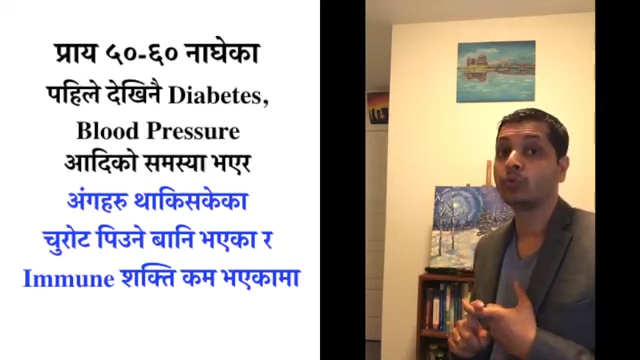 प्राय ५०-६० नाघेका
पहिले देखिनै Diabetes,
Blood Pressure
आदिको समस्या भएर
अंगहरु थाकिसकेका
चुरोट पिउने बानि भएका र
Immune शक्ति कम भएकामा